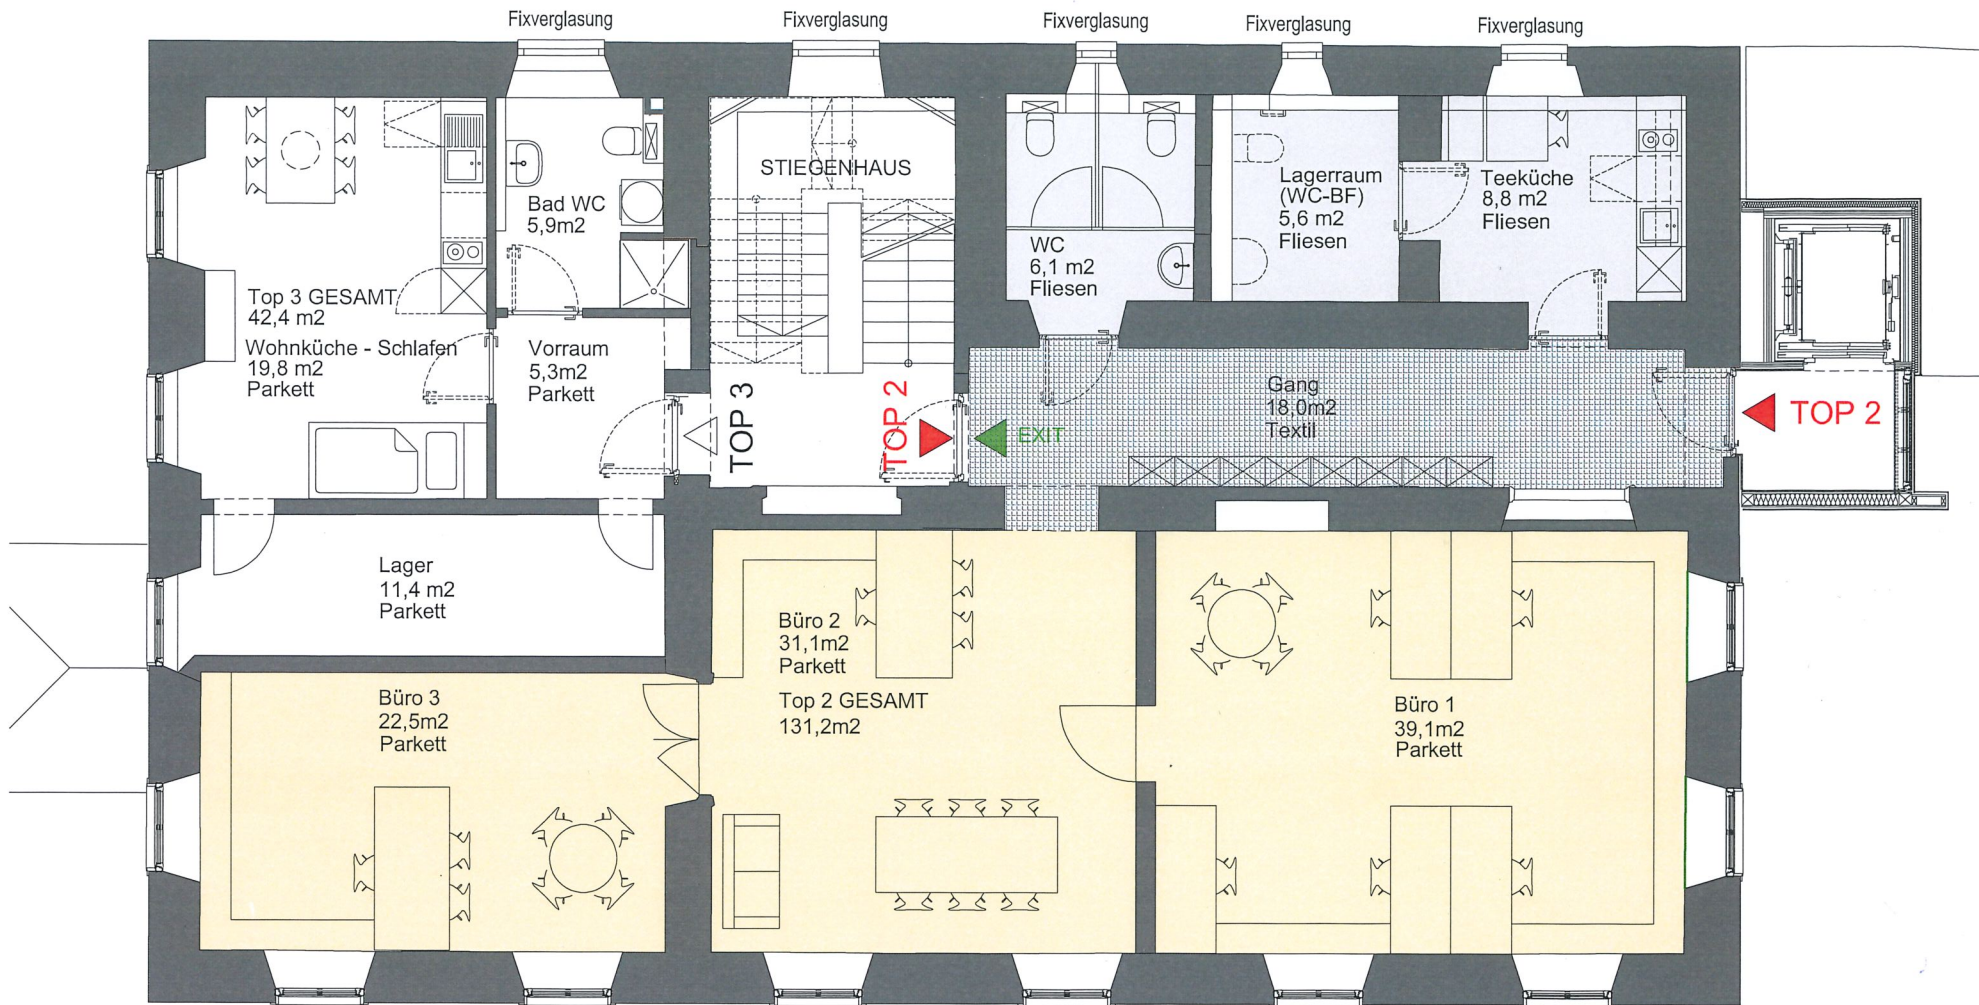 Fixverglasung
Fixverglasung
Fixverglasung
Fixverglasung
Fixverglasung
STIEGENHAUS
Bad WC
5,9m2
Lagerraum
(WC-BF)
5,6 m2
Fliesen
Teeküche
8,8 m2
Fliesen
WC
6,1 m2
Fliesen
Top 3 GESAMT
42,4 m2
Wohnküche - Schlafen
19,8 m2
Parkett
Vorraum
5,3m2
Parkett
TOP 3
TOP 2
EXIT
Gang
18,0m2
Textil
TOP 2
Lager
11,4 m2
Parkett
Büro 2
31,1m2
Parkett
Top 2 GESAMT
131,2m2
Büro 3
22,5m2
Parkett
Büro 1
39,1m2
Parkett